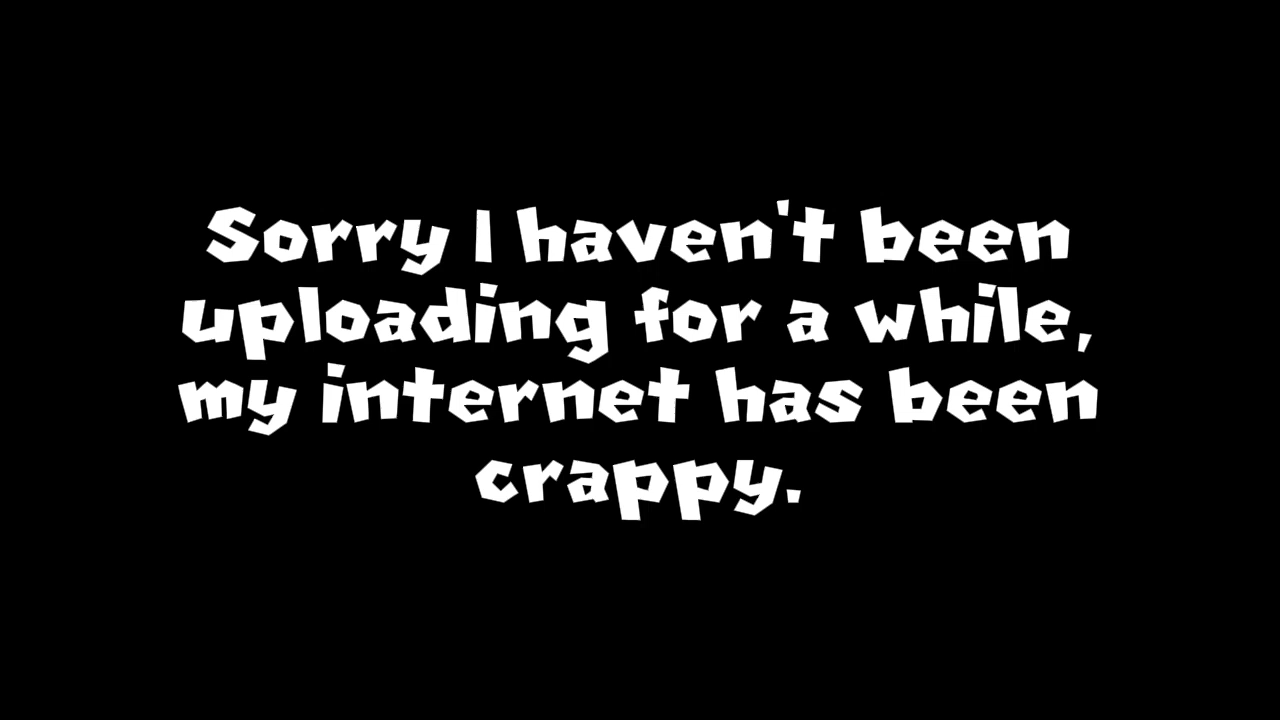 Sorry I haven't been
uploading for a while,
my internet has been
crappy.